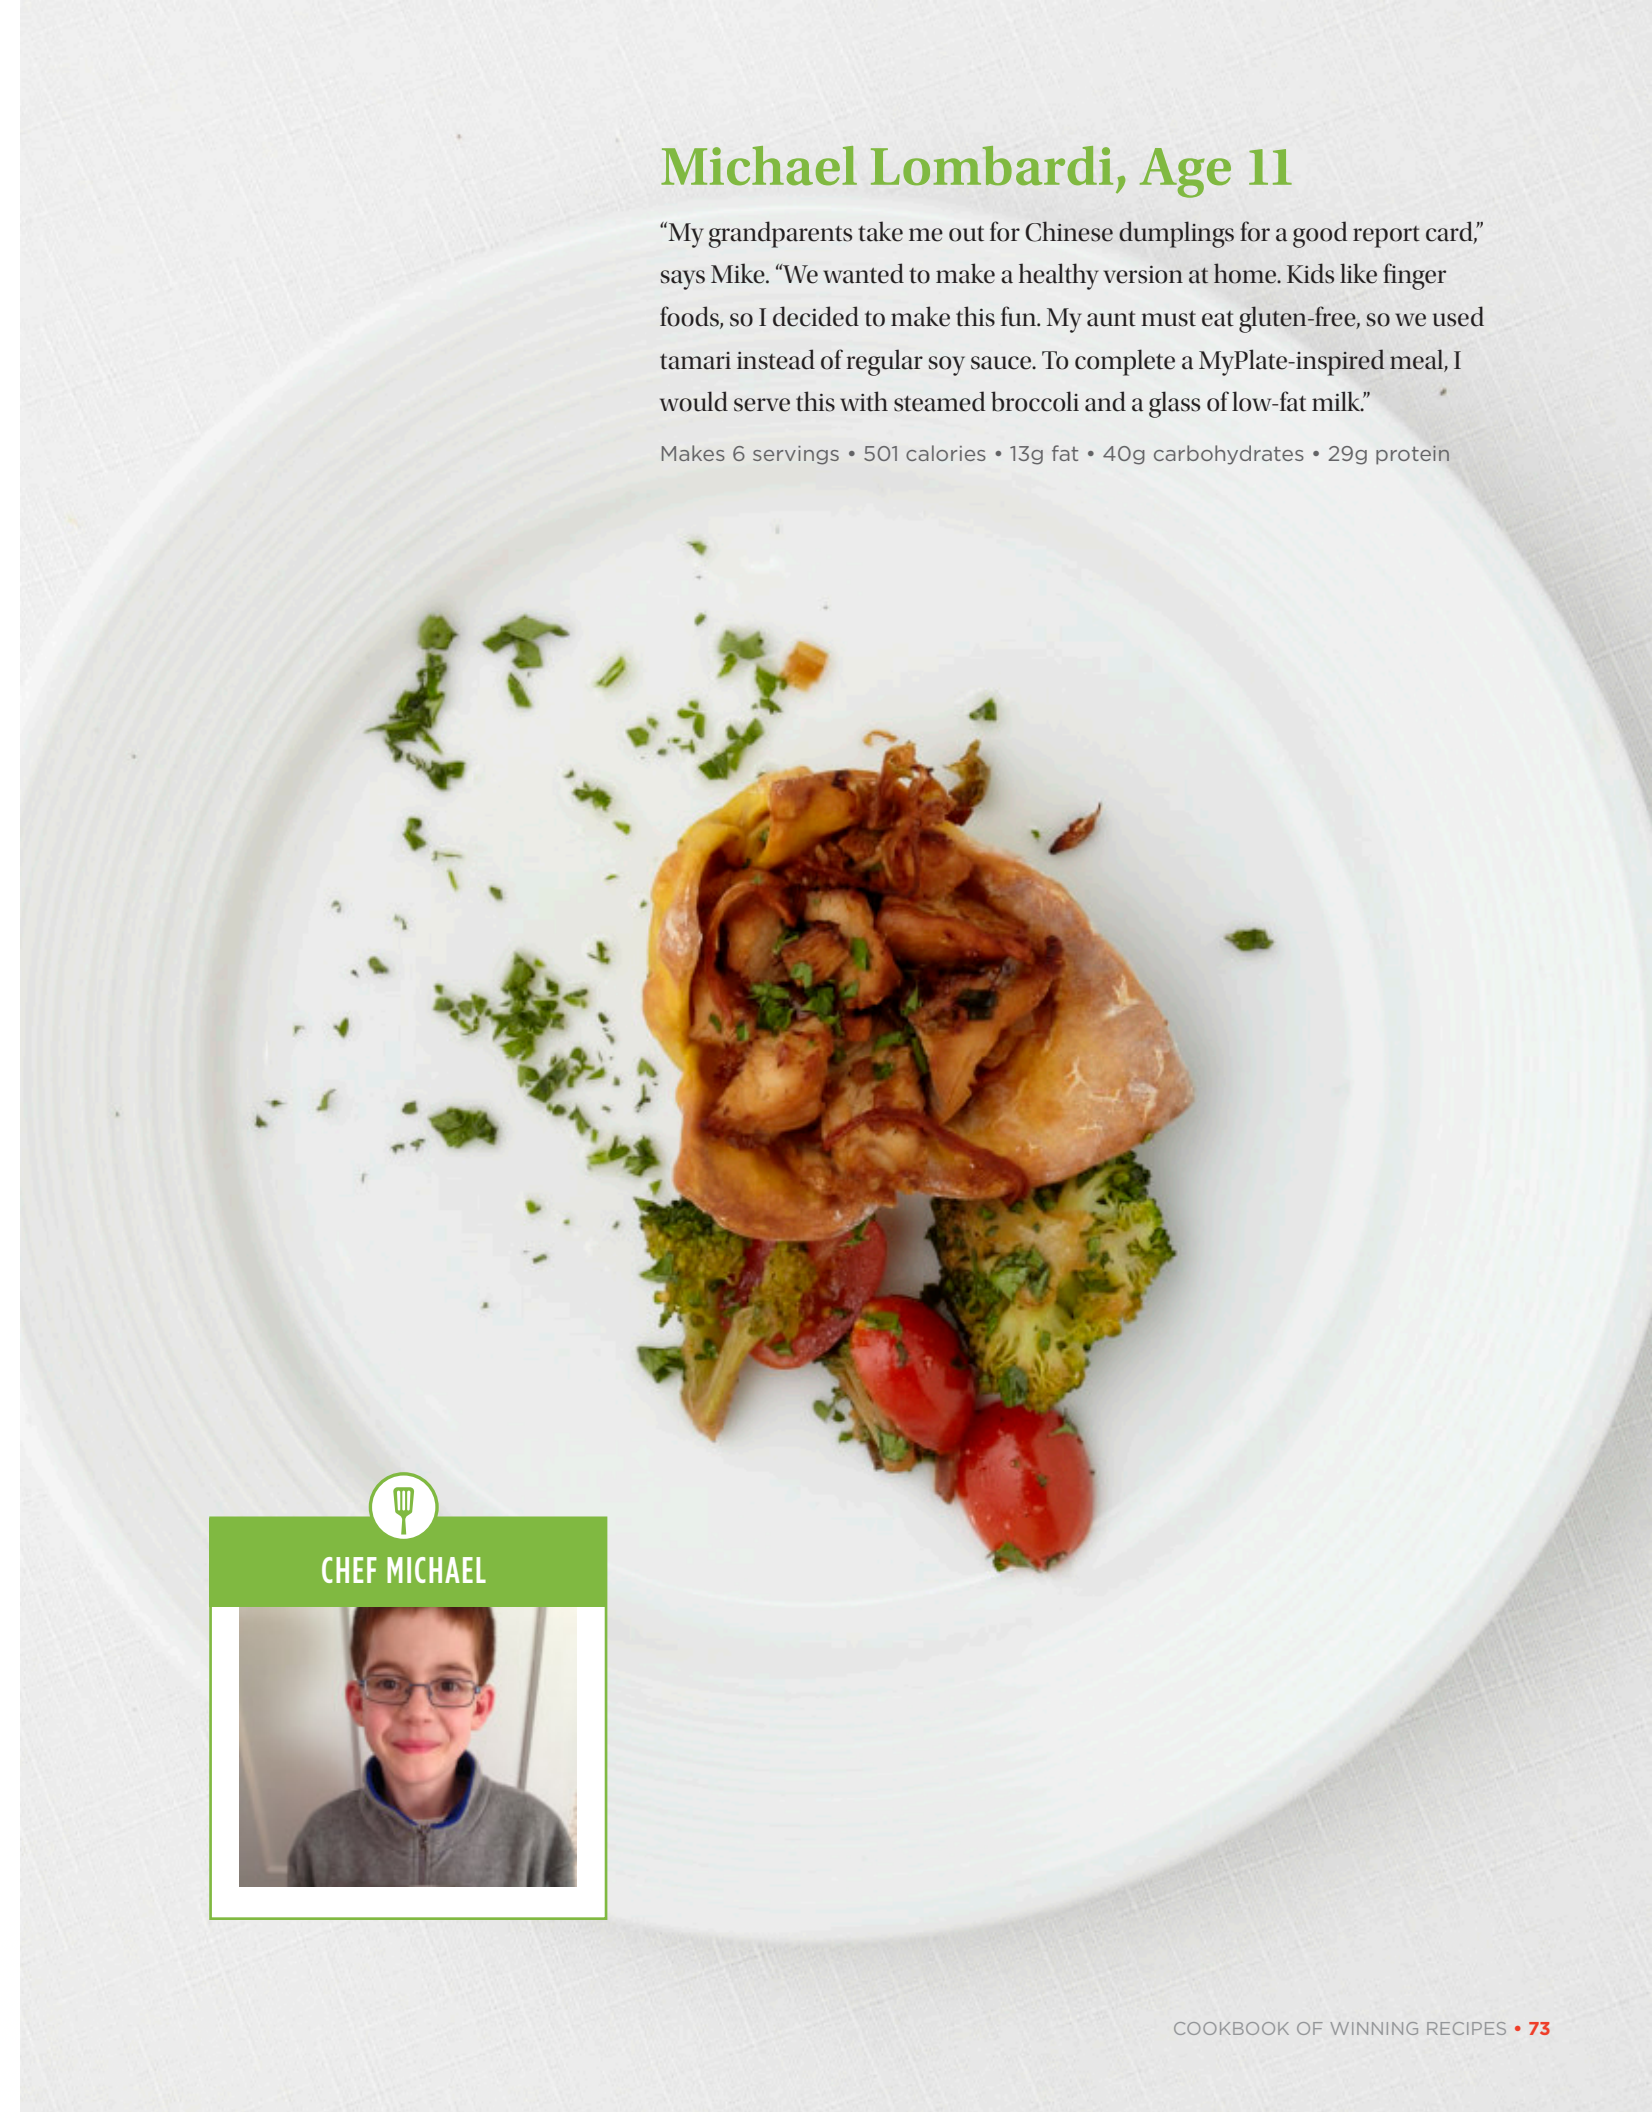 Michael Lombardi, Age 11
“My grandparents take me out for Chinese dumplings for a good report card,”
says Mike. “We wanted to make a healthy version at home. Kids like finger
foods, so I decided to make this fun. My aunt must eat gluten-free, so we used
tamari instead of regular soy sauce. To complete a MyPlate-inspired meal, I
would serve this with steamed broccoli and a glass of low-fat milk.”
Makes 6 servings • 501 calories • 13g fat • 40g carbohydrates • 29g protein
CHEF MICHAEL
COOKBOOK OF WINNING RECIPES • 73